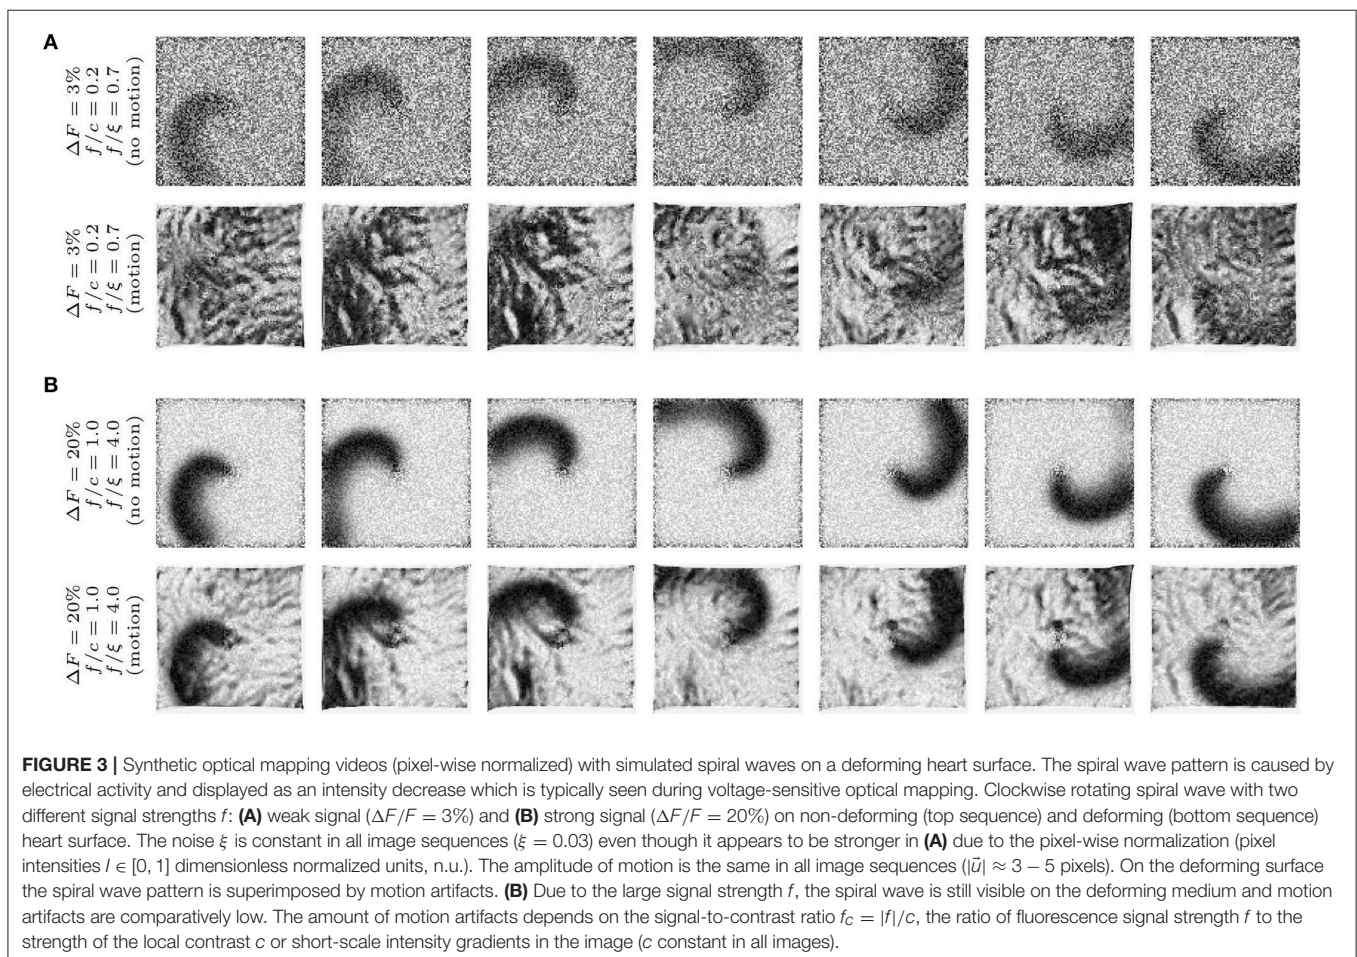 A
ΔF = 3%
f/c = 0.2
f/ξ = 0.7
(no motion)
ΔF = 3%
f/c = 0.2
f/ξ = 0.7
(motion)
B
ΔF = 20%
f/c = 1.0
f/ξ = 4.0
(no motion)
ΔF = 20%
f/c = 1.0
f/ξ = 4.0
(motion)
FIGURE 3 | Synthetic optical mapping videos (pixel-wise normalized) with simulated spiral waves on a deforming heart surface. The spiral wave pattern is caused by
electrical activity and displayed as an intensity decrease which is typically seen during voltage-sensitive optical mapping. Clockwise rotating spiral wave with two
different signal strengths f: (A) weak signal (ΔF/F = 3%) and (B) strong signal (ΔF/F = 20%) on non-deforming (top sequence) and deforming (bottom sequence)
heart surface. The noise ξ is constant in all image sequences (ξ = 0.03) even though it appears to be stronger in (A) due to the pixel-wise normalization (pixel
intensities I ∈ [0, 1] dimensionless normalized units, n.u.). The amplitude of motion is the same in all image sequences (|u⃗| ≈ 3 − 5 pixels). On the deforming surface
the spiral wave pattern is superimposed by motion artifacts. (B) Due to the large signal strength f, the spiral wave is still visible on the deforming medium and motion
artifacts are comparatively low. The amount of motion artifacts depends on the signal-to-contrast ratio f_C = |f|/c, the ratio of fluorescence signal strength f to the
strength of the local contrast c or short-scale intensity gradients in the image (c constant in all images).